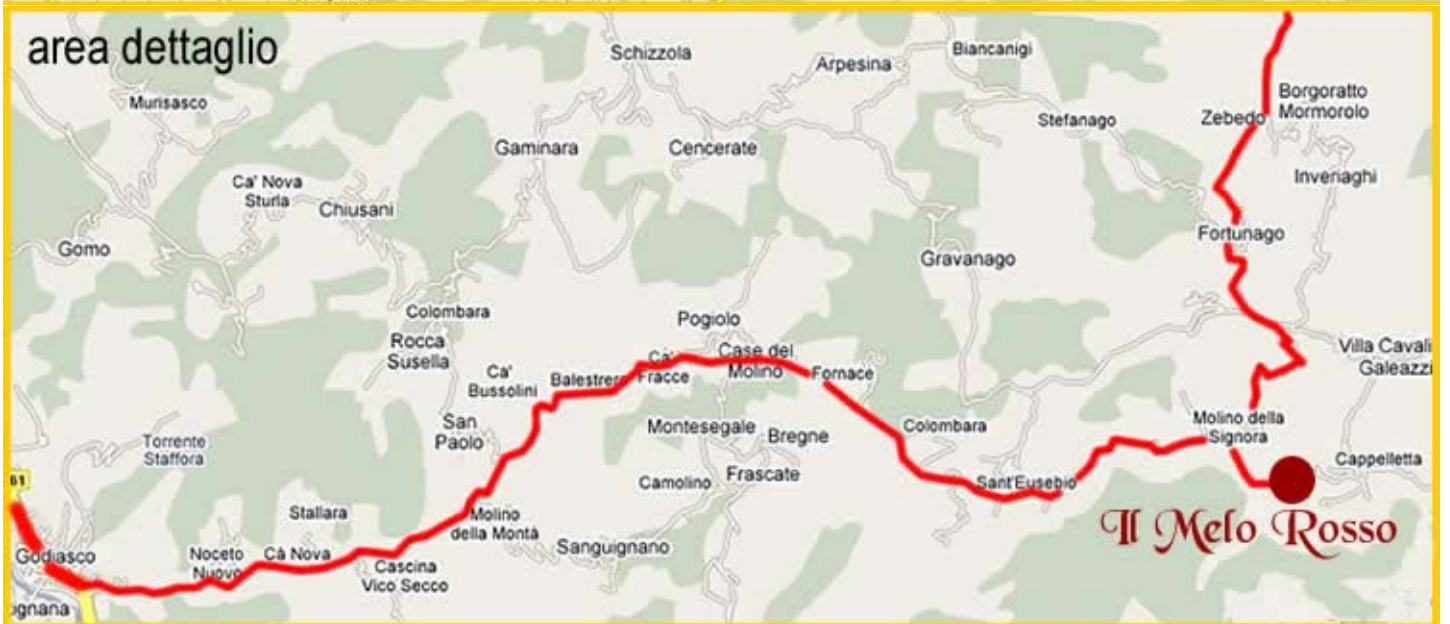 area dettaglio
Schizzola
Biancanigi
Arpesina
Murisasco
Borgoratto
Mormorolo
Zebedo
Stefanago
Gaminara
Cencerate
Ca' Nova
Sturla
Chiusani
Inveriaghi
Gomo
Fortunago
Gravanago
Colombara
Pogiolo
Rocca
Susella
Villa Cavali
Galeazzi
Ca'
Bussolini
Balestrero
Ca'
Fracce
Case del
Molino
Fornace
San
Paolo
Montesegale
Bregne
Colombara
Molino della
Signora
Torrente
Staffora
Camolino
Frascate
Cappelletta
Sant'Eusebio
61
Stallara
Molino
della Montà
Il Melo Rosso
Godiasco
Noceto
Nuovo
Cà Nova
Cascina
Vico Secco
Sanguignano
ognana